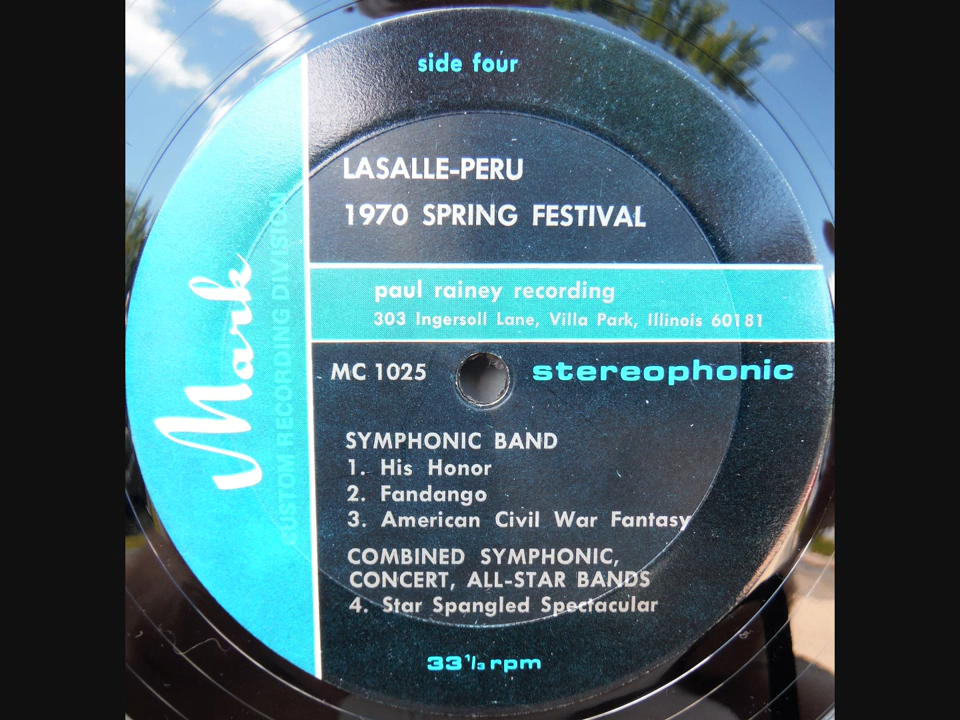 side four
LASALLE-PERU
1970 SPRING FESTIVAL
paul rainey recording
303 Ingersoll Lane, Villa Park, Illinois 60181
MC 1025
stereophonic
SYMPHONIC BAND
1. His Honor
2. Fandango
3. American Civil War Fantasy
COMBINED SYMPHONIC,
CONCERT, ALL-STAR BANDS
4. Star Spangled Spectacular
33⅓ rpm
Mark
CUSTOM RECORDING DIVISION